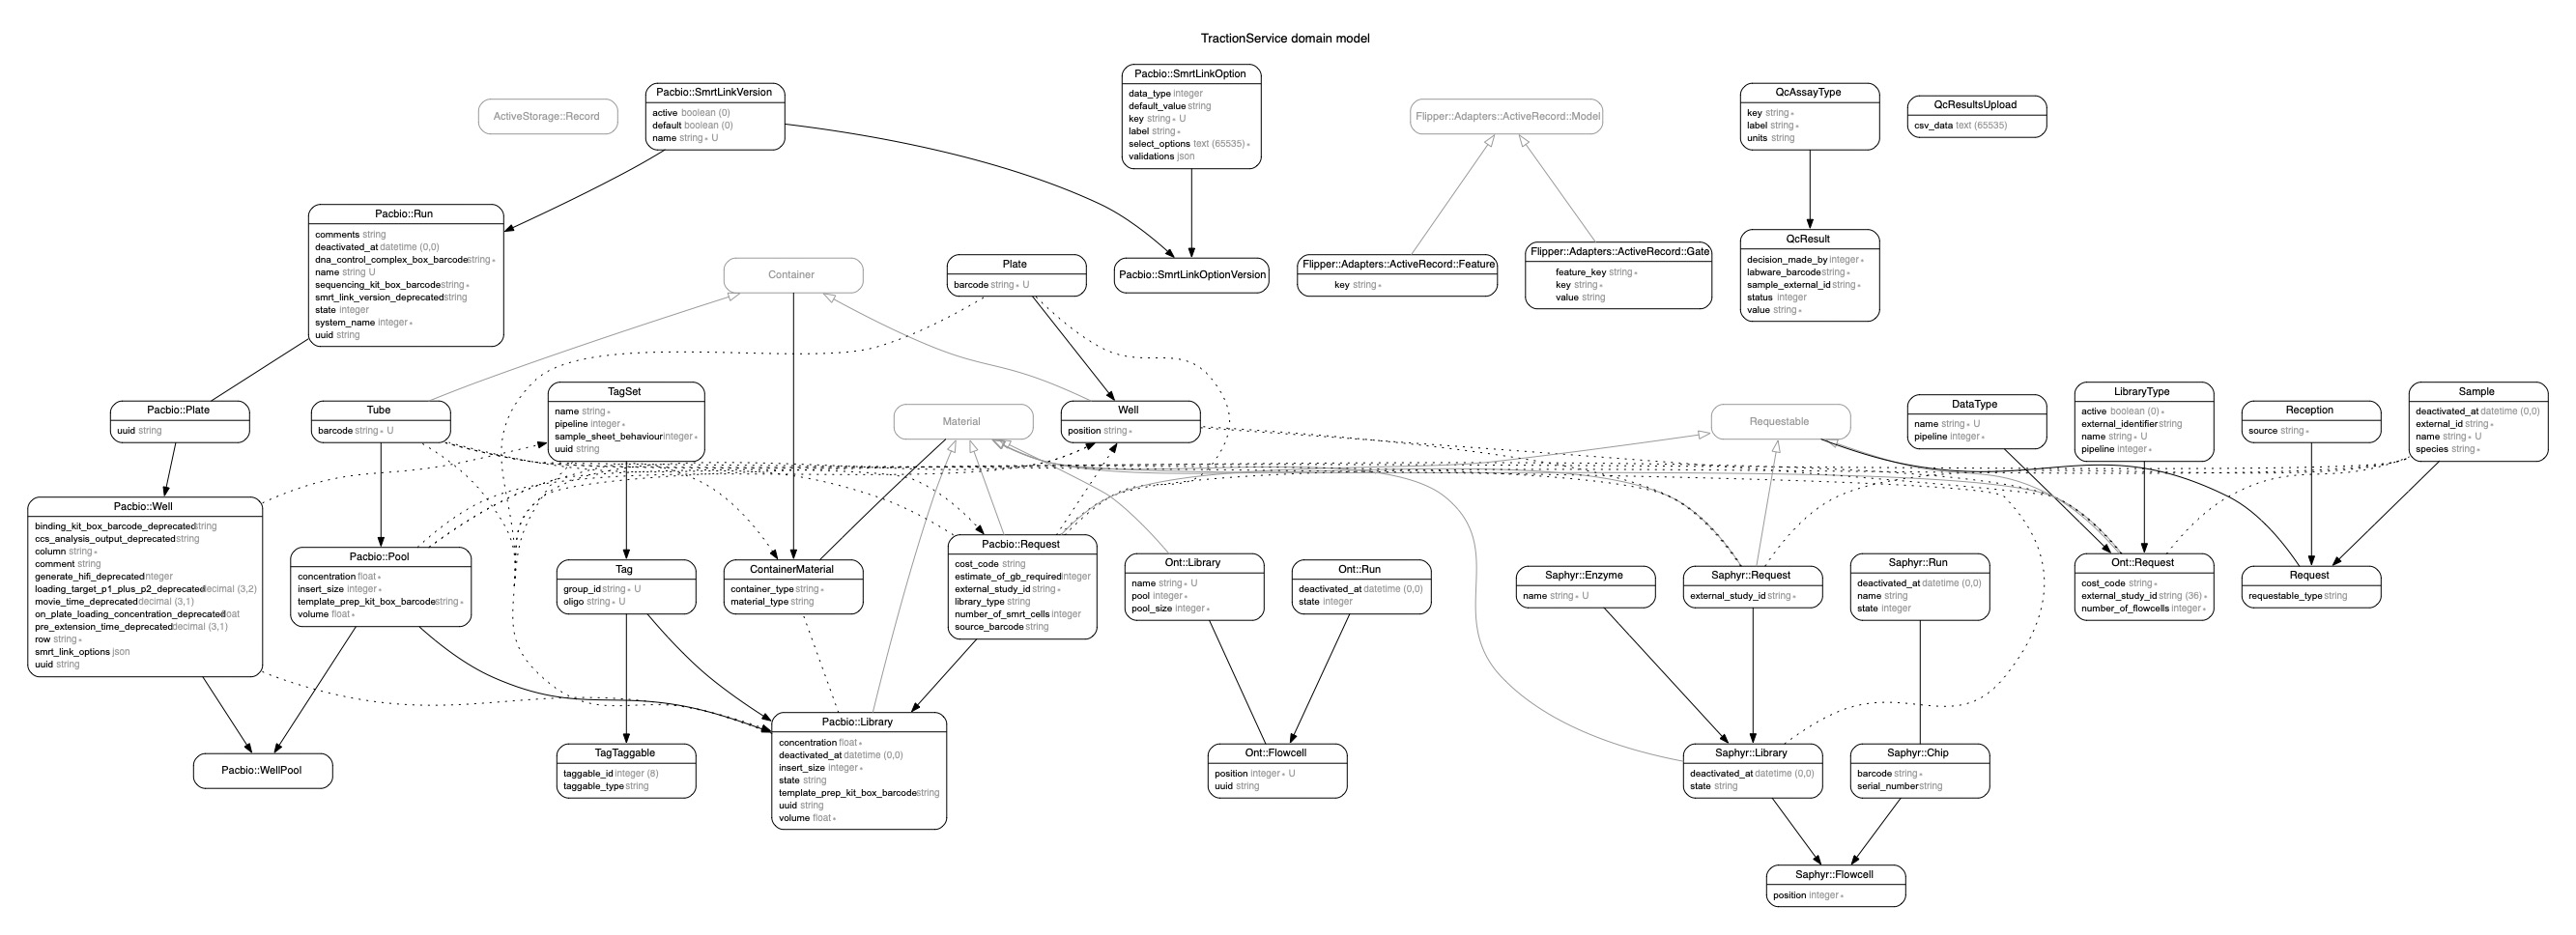 TractionService domain model
ActiveStorage::Record
Pacbio::SmrtLinkVersion
active boolean (0)
default boolean (0)
name string ∗ U
Pacbio::SmrtLinkOption
data_type integer
default_value string
key string ∗ U
label string ∗
select_options text (65535) ∗
validations json
Flipper::Adapters::ActiveRecord::Model
QcAssayType
key string ∗
label string ∗
units string
QcResultsUpload
csv_data text (65535)
Pacbio::Run
comments string
deactivated_at datetime (0,0)
dna_control_complex_box_barcode string ∗
name string U
sequencing_kit_box_barcode string ∗
smrt_link_version_deprecated string
state integer
system_name integer ∗
uuid string
Container
Plate
barcode string ∗ U
Pacbio::SmrtLinkOptionVersion
Flipper::Adapters::ActiveRecord::Feature
key string ∗
Flipper::Adapters::ActiveRecord::Gate
feature_key string ∗
key string ∗
value string
QcResult
decision_made_by integer ∗
labware_barcode string ∗
sample_external_id string ∗
status integer
value string ∗
Pacbio::Plate
uuid string
Tube
barcode string ∗ U
TagSet
name string ∗
pipeline integer ∗
sample_sheet_behaviour integer ∗
uuid string
Material
Well
position string ∗
Requestable
DataType
name string ∗ U
pipeline integer ∗
LibraryType
active boolean (0) ∗
external_identifier string
name string ∗ U
pipeline integer ∗
Reception
source string ∗
Sample
deactivated_at datetime (0,0)
external_id string ∗
name string ∗ U
species string ∗
Pacbio::Well
binding_kit_box_barcode_deprecated string
ccs_analysis_output_deprecated string
column string ∗
comment string
generate_hifi_deprecated integer
loading_target_p1_plus_p2_deprecated decimal (3,2)
movie_time_deprecated decimal (3,1)
on_plate_loading_concentration_deprecated float
pre_extension_time_deprecated decimal (3,1)
row string ∗
smrt_link_options json
uuid string
Pacbio::Pool
concentration float ∗
insert_size integer ∗
template_prep_kit_box_barcode string ∗
volume float ∗
Tag
group_id string ∗ U
oligo string ∗ U
ContainerMaterial
container_type string ∗
material_type string
Pacbio::Request
cost_code string
estimate_of_gb_required integer
external_study_id string ∗
library_type string
number_of_smrt_cells integer
source_barcode string
Ont::Library
name string ∗ U
pool integer ∗
pool_size integer ∗
Ont::Run
deactivated_at datetime (0,0)
state integer
Saphyr::Enzyme
name string ∗ U
Saphyr::Request
external_study_id string ∗
Saphyr::Run
deactivated_at datetime (0,0)
name string
state integer
Ont::Request
cost_code string ∗
external_study_id string (36) ∗
number_of_flowcells integer ∗
Request
requestable_type string
Pacbio::WellPool
TagTaggable
taggable_id integer (8)
taggable_type string
Pacbio::Library
concentration float ∗
deactivated_at datetime (0,0)
insert_size integer ∗
state string
template_prep_kit_box_barcode string
uuid string
volume float ∗
Ont::Flowcell
position integer ∗ U
uuid string
Saphyr::Library
deactivated_at datetime (0,0)
state string
Saphyr::Chip
barcode string ∗
serial_number string
Saphyr::Flowcell
position integer ∗